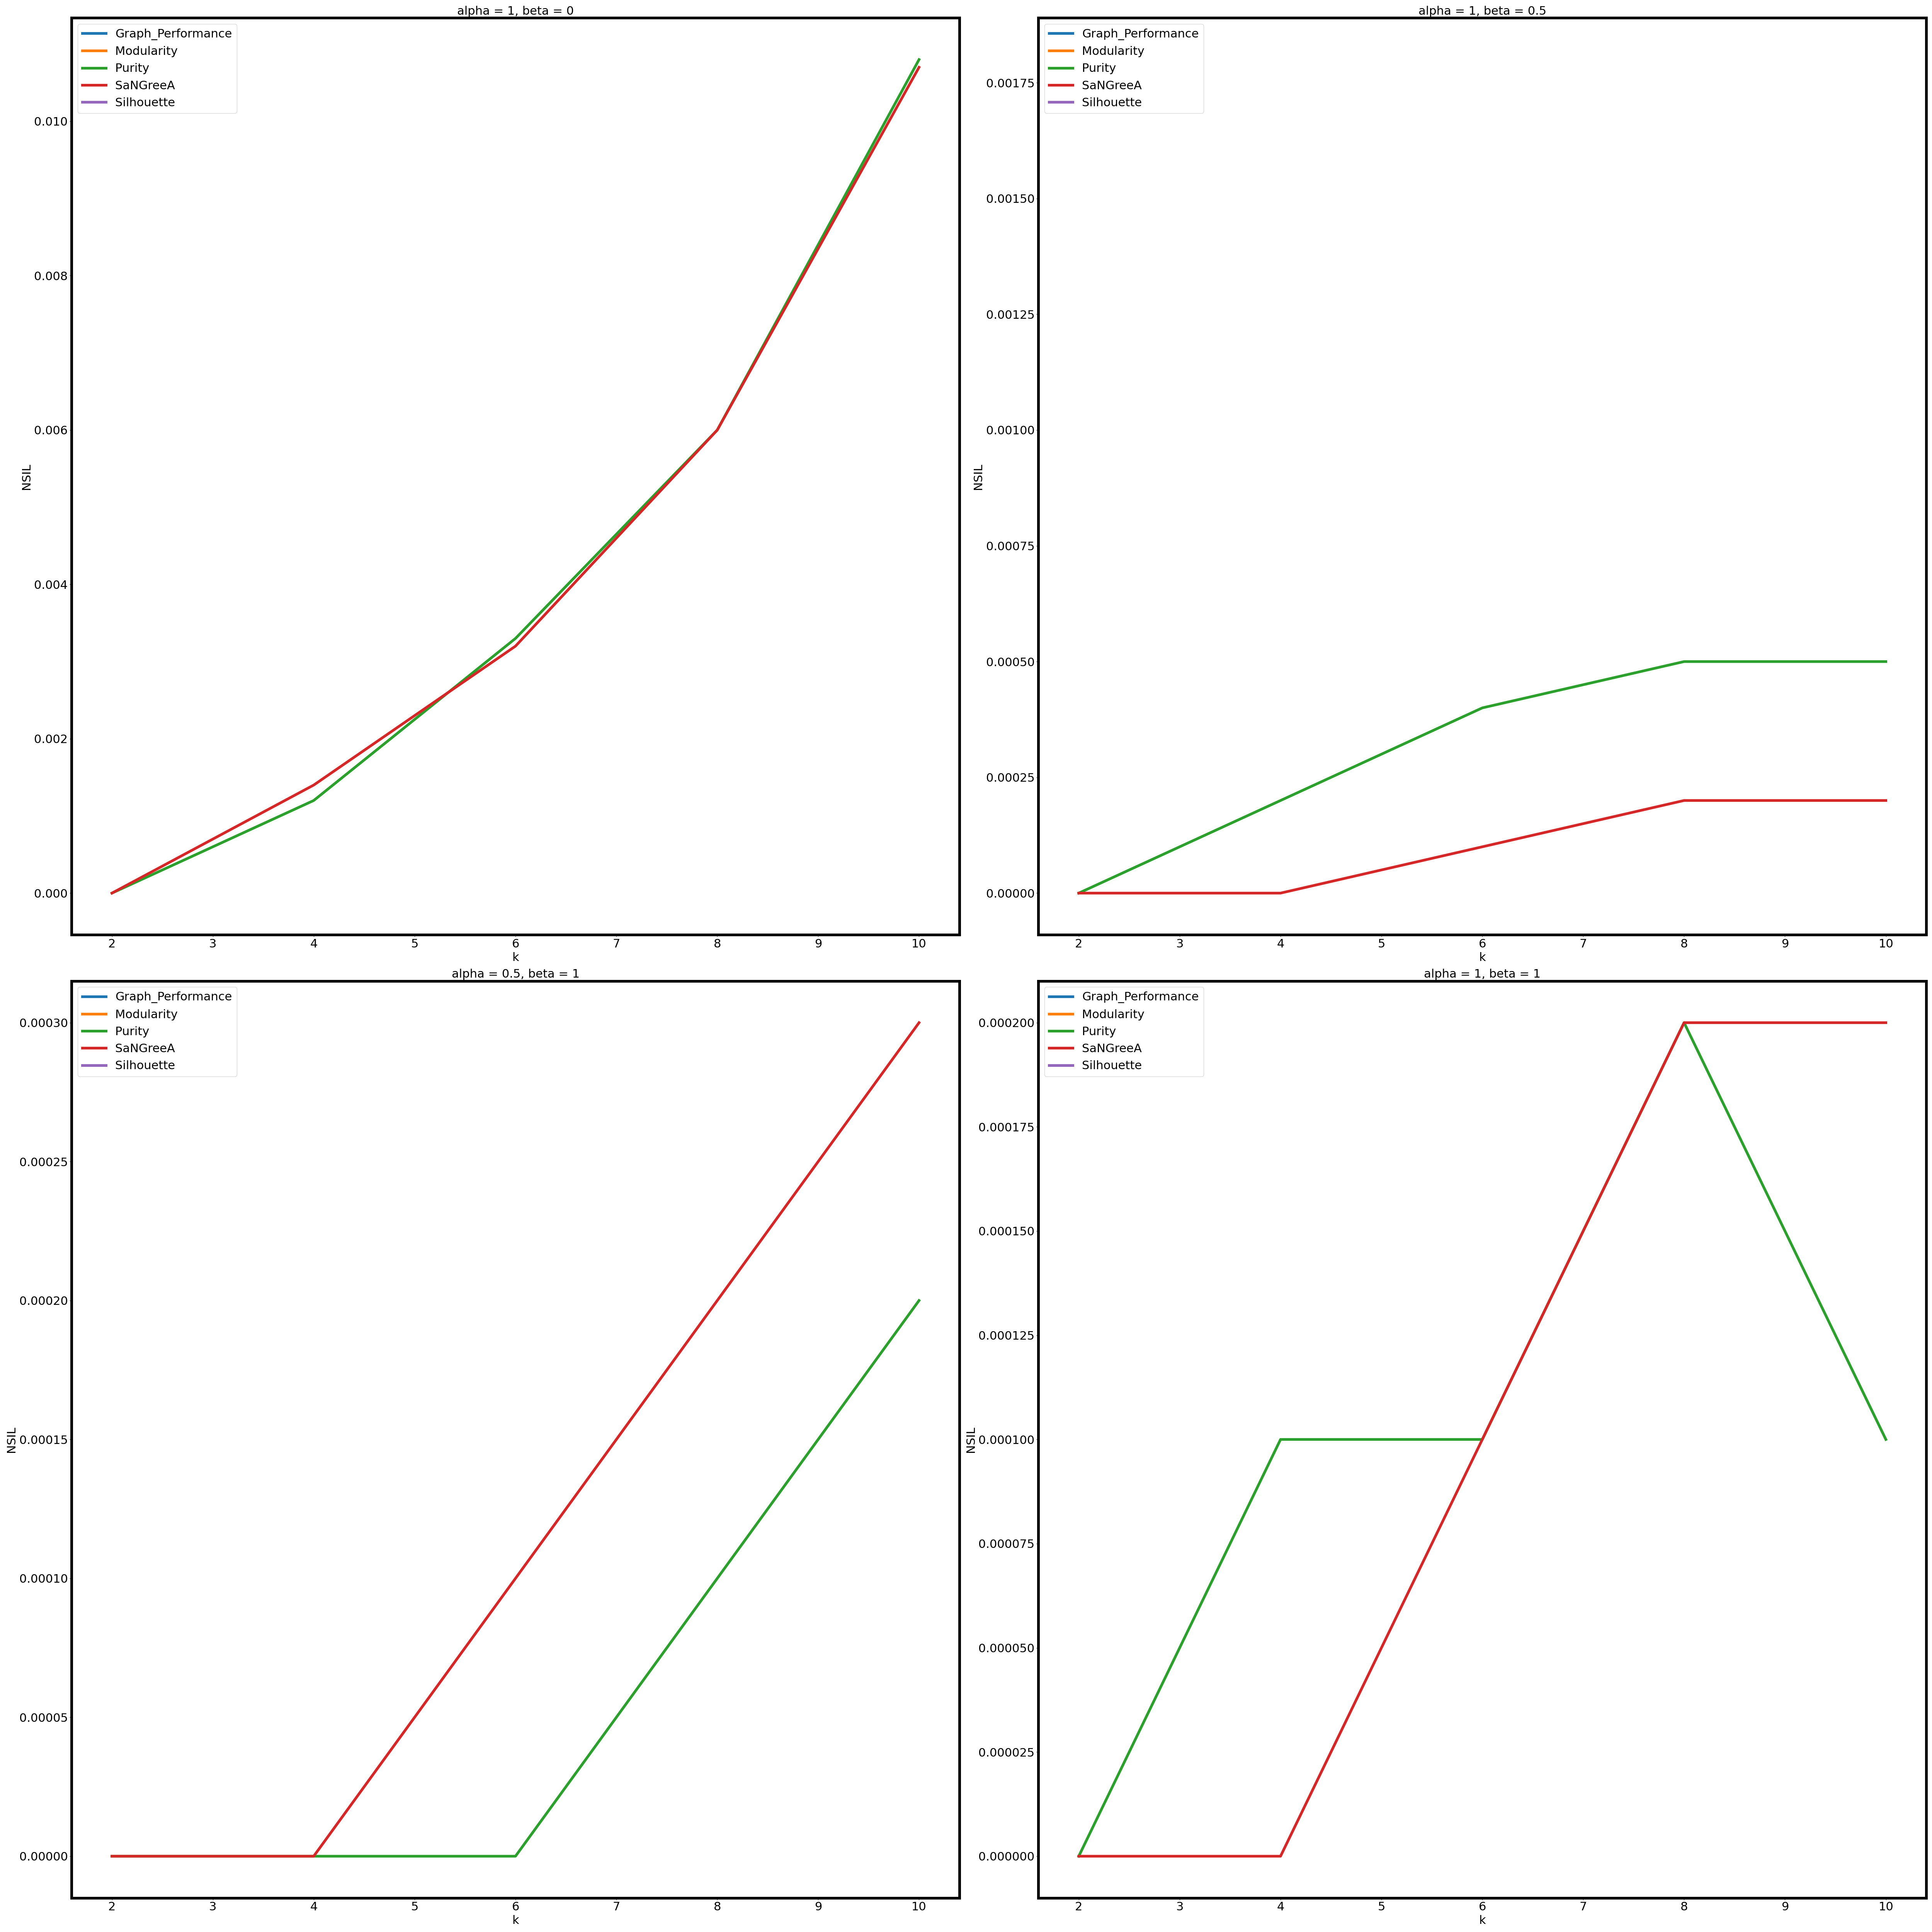 alpha = 1, beta = 0
Graph_Performance
Modularity
Purity
SaNGreeA
Silhouette
0.010
0.008
0.006
0.004
0.002
0.000
NSIL
2 3 4 5 6 7 8 9 10
k
alpha = 1, beta = 0.5
Graph_Performance
Modularity
Purity
SaNGreeA
Silhouette
0.00175
0.00150
0.00125
0.00100
0.00075
0.00050
0.00025
0.00000
NSIL
2 3 4 5 6 7 8 9 10
k
alpha = 0.5, beta = 1
Graph_Performance
Modularity
Purity
SaNGreeA
Silhouette
0.00030
0.00025
0.00020
0.00015
0.00010
0.00005
0.00000
NSIL
2 3 4 5 6 7 8 9 10
k
alpha = 1, beta = 1
Graph_Performance
Modularity
Purity
SaNGreeA
Silhouette
0.000200
0.000175
0.000150
0.000125
0.000100
0.000075
0.000050
0.000025
0.000000
NSIL
2 3 4 5 6 7 8 9 10
k